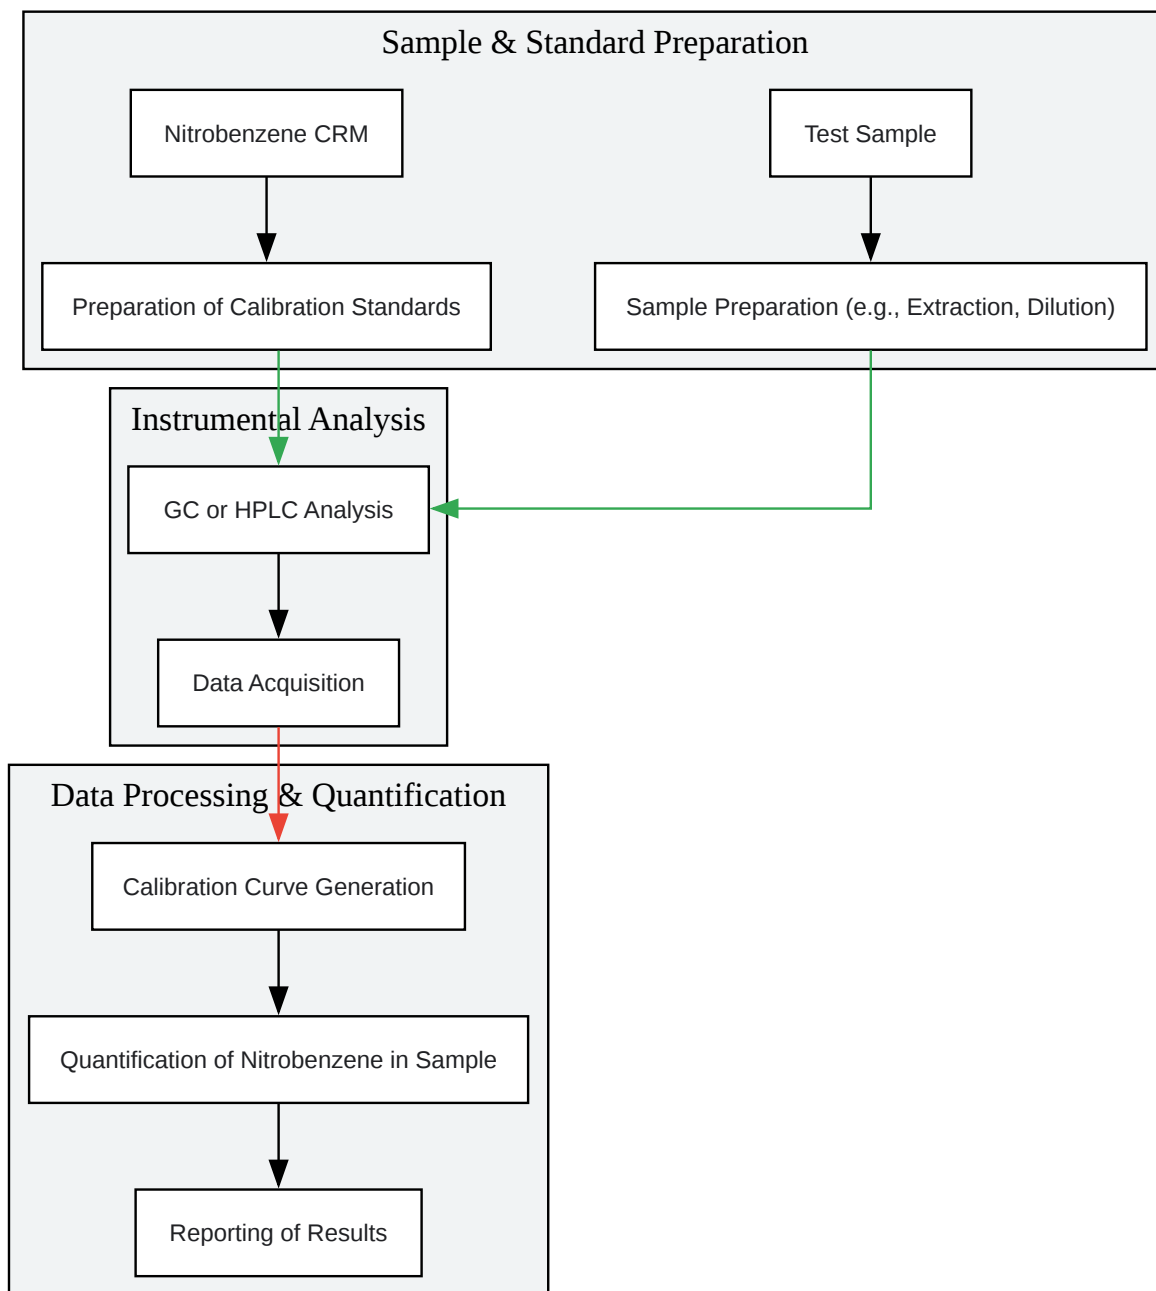 Sample & Standard Preparation
Nitrobenzene CRM
Test Sample
Preparation of Calibration Standards
Sample Preparation (e.g., Extraction, Dilution)
Instrumental Analysis
GC or HPLC Analysis
Data Acquisition
Data Processing & Quantification
Calibration Curve Generation
Quantification of Nitrobenzene in Sample
Reporting of Results